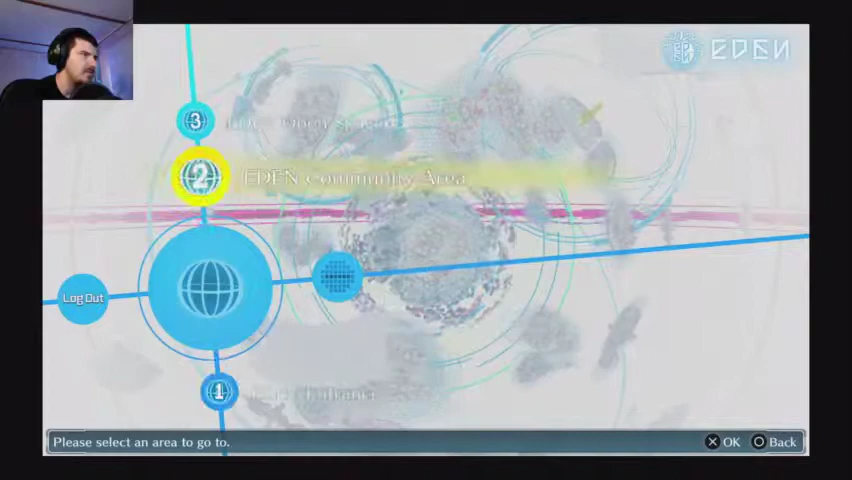 EDEN
3
2
EDEN Community Area
Log Out
1
Please select an area to go to.
OK
Back